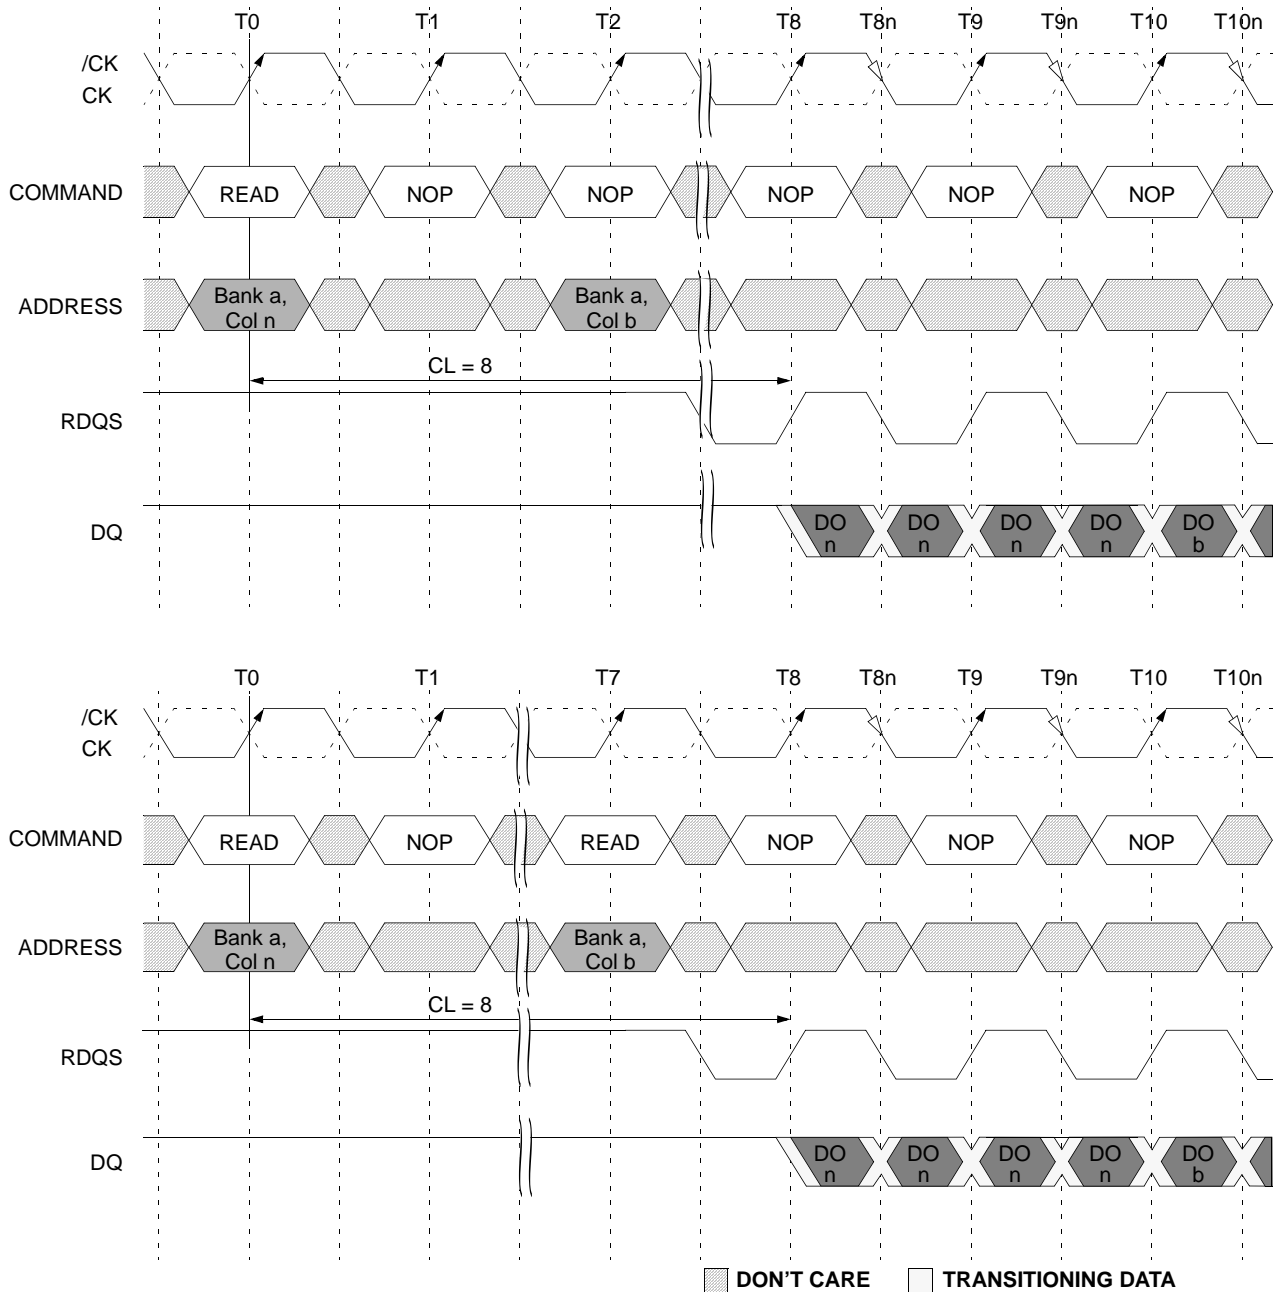 T0 T1 T2 T8 T8n T9 T9n T10 T10n
/CK
CK
COMMAND READ NOP NOP NOP NOP NOP
ADDRESS Bank a, Col n Bank a, Col b
CL = 8
RDQS
DQ DO n DO n DO n DO n DO b
T0 T1 T7 T8 T8n T9 T9n T10 T10n
/CK
CK
COMMAND READ NOP READ NOP NOP NOP
ADDRESS Bank a, Col n Bank a, Col b
CL = 8
RDQS
DQ DO n DO n DO n DO n DO b
DON'T CARE TRANSITIONING DATA